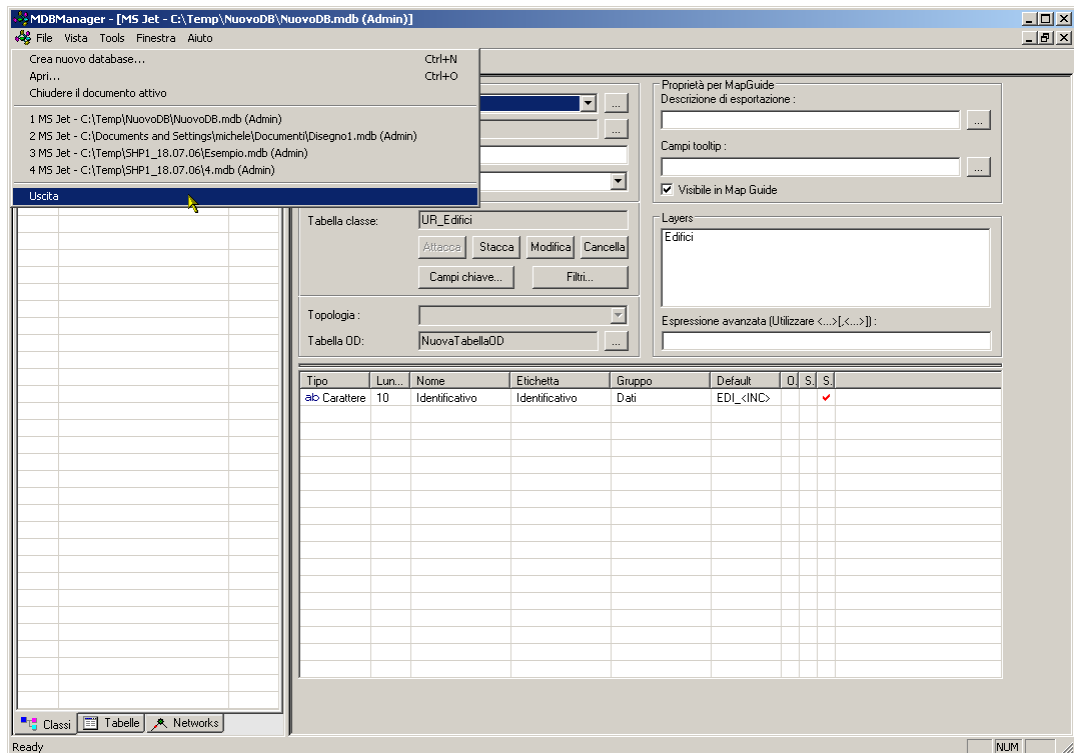 MDBManager - [MS Jet - C:\Temp\NuovoDB\NuovoDB.mdb (Admin)]
File Vista Tools Finestra Aiuto
Crea nuovo database... Ctrl+N
Apri... Ctrl+O
Chiudere il documento attivo
1 MS Jet - C:\Temp\NuovoDB\NuovoDB.mdb (Admin)
2 MS Jet - C:\Documents and Settings\michele\Documenti\Disegno1.mdb (Admin)
3 MS Jet - C:\Temp\SHP1_18.07.06\Esempio.mdb (Admin)
4 MS Jet - C:\Temp\SHP1_18.07.06\4.mdb (Admin)
Uscita
...
...
Proprietà per MapGuide
Descrizione di esportazione :
...
Campi tooltip :
...
Visibile in Map Guide
Tabella classe: UR_Edifici
Attacca Stacca Modifica Cancella
Campi chiave... Filtri...
Topologia :
Tabella OD: NuovaTabellaOD ...
Layers
Edifici
Espressione avanzata (Utilizzare <...>[,<...>]) :
Tipo Lun... Nome Etichetta Gruppo Default O. S. S.
ab Carattere 10 Identificativo Identificativo Dati EDI_<INC>
Classi Tabelle Networks
Ready NUM